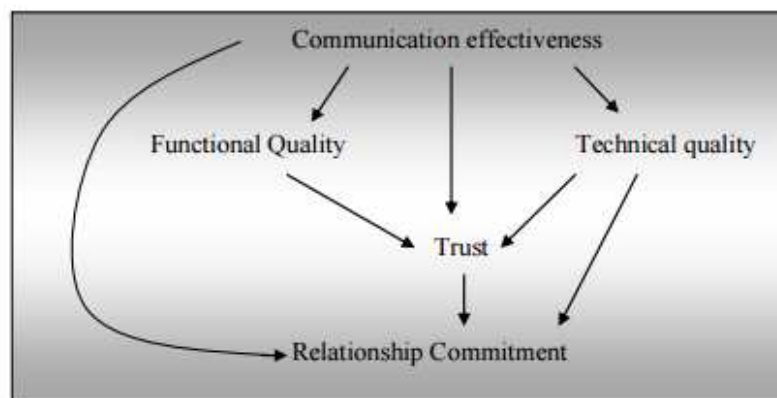 Communication effectiveness
Functional Quality
Technical quality
Trust
Relationship Commitment